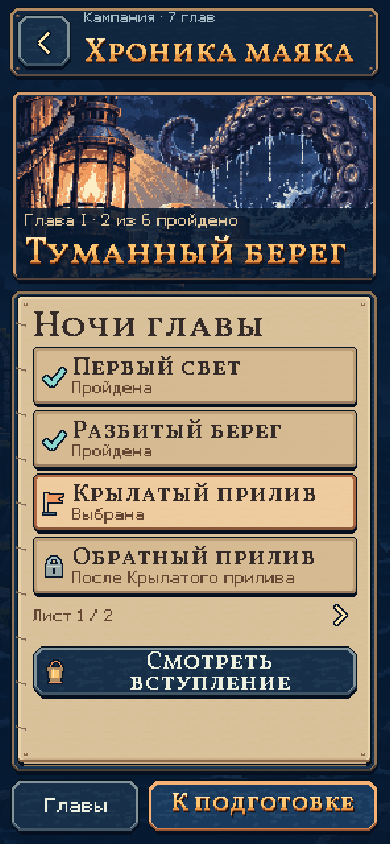 Кампания · 7 глав
Хроника маяка
Глава I · 2 из 6 пройдено
Туманный берег
Ночи главы
Первый свет
Пройдена
Разбитый берег
Пройдена
Крылатый прилив
Выбрана
Обратный прилив
После Крылатого прилива
Лист 1 / 2
Смотреть
вступление
Главы
К подготовке